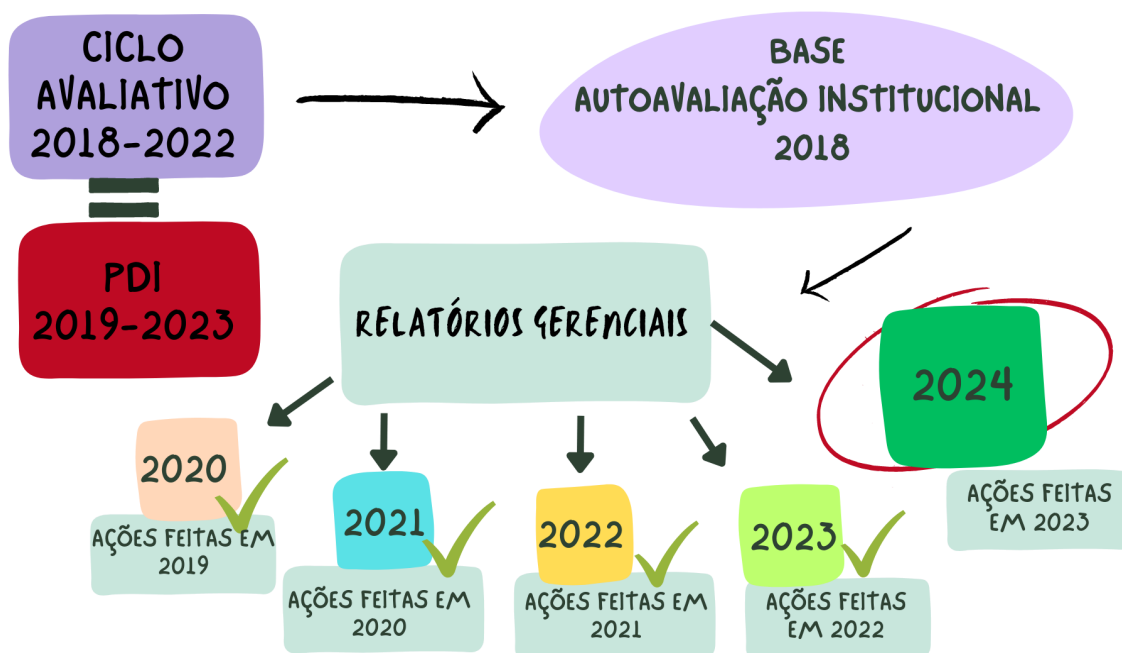 CICLO
AVALIATIVO
2018-2022
BASE
AUTOAVALIAÇÃO INSTITUCIONAL
2018
PDI
2019-2023
RELATÓRIOS GERENCIAIS
2024
AÇÕES FEITAS
EM 2023
2020
AÇÕES FEITAS EM
2019
2021
AÇÕES FEITAS EM
2020
2022
AÇÕES FEITAS EM
2021
2023
AÇÕES FEITAS
EM 2022